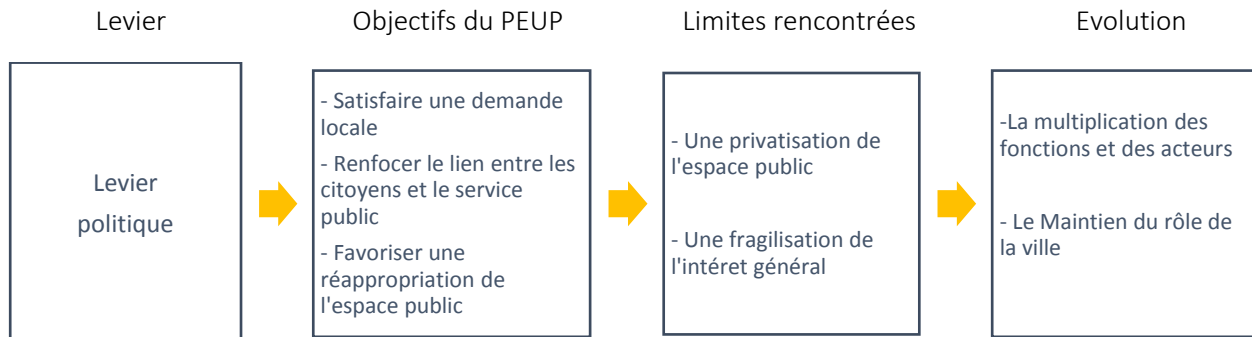 Levier
Objectifs du PEUP
Limites rencontrées
Evolution
Levier
politique
- Satisfaire une demande
locale
- Renfocer le lien entre les
citoyens et le service
public
- Favoriser une
réappropriation de
l'espace public
- Une privatisation de
l'espace public
- Une fragilisation de
l'intéret général
-La multiplication des
fonctions et des acteurs
- Le Maintien du rôle de
la ville